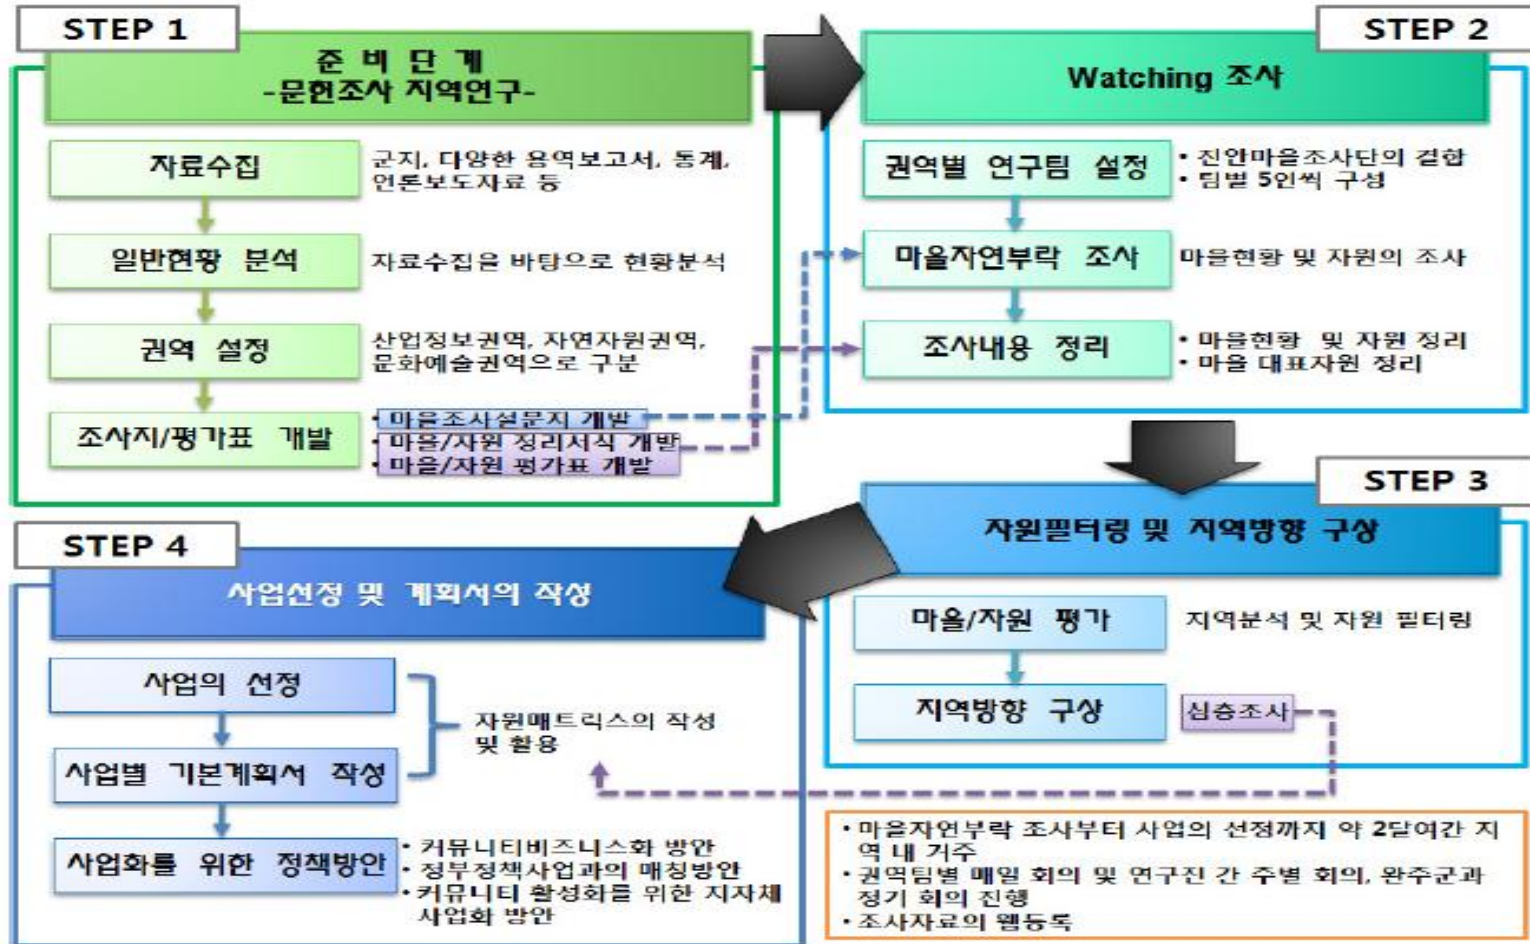 STEP 1
준 비 단 계
-문헌조사 지역연구-
자료수집
군지, 다양한 용역보고서, 통계,
언론보도자료 등
일반현황 분석
자료수집을 바탕으로 현황분석
권역 설정
산업정보권역, 자연자원권역,
문화예술권역으로 구분
조사지/평가표 개발
• 마을조사설문지 개발
• 마을/자원 정리서식 개발
• 마을/자원 평가표 개발
STEP 2
Watching 조사
권역별 연구팀 설정
• 진안마을조사단의 결합
• 팀별 5인씩 구성
마을자연부락 조사
마을현황 및 자원의 조사
조사내용 정리
• 마을현황 및 자원 정리
• 마을 대표자원 정리
STEP 3
자원필터링 및 지역방향 구상
마을/자원 평가
지역분석 및 자원 필터링
지역방향 구상
심층조사
STEP 4
사업선정 및 계획서의 작성
사업의 선정
사업별 기본계획서 작성
자원매트릭스의 작성
및 활용
사업화를 위한 정책방안
• 커뮤니티비즈니스화 방안
• 정부정책사업과의 매칭방안
• 커뮤니티 활성화를 위한 지자체
사업화 방안
• 마을자연부락 조사부터 사업의 선정까지 약 2달여간 지
역 내 거주
• 권역팀별 매일 회의 및 연구진 간 주별 회의, 완주군과
정기 회의 진행
• 조사자료의 웹등록